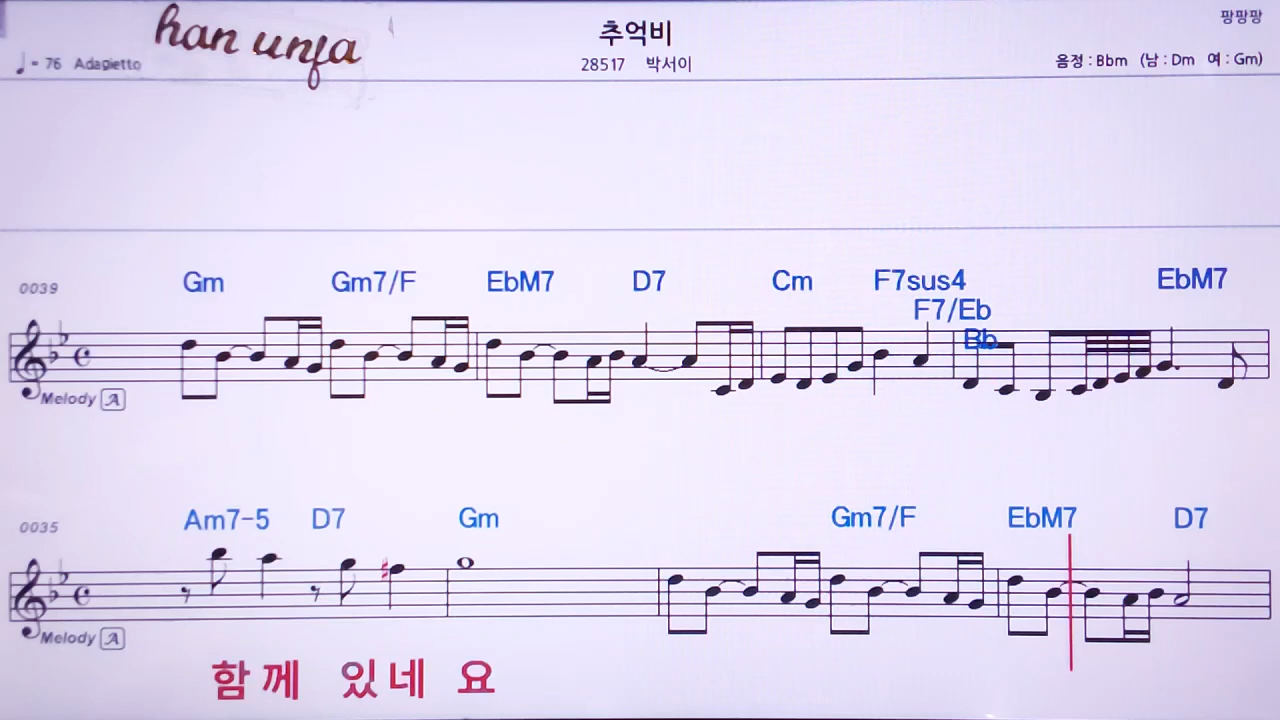 han unfa
추억비
팡팡팡
♩= 76 Adagietto
28517 박서이
음정 : Bbm (남 : Dm 여 : Gm)
0039 Gm Gm7/F EbM7 D7 Cm F7sus4 EbM7
F7/Eb
Bb
Melody A
0035 Am7-5 D7 Gm Gm7/F EbM7 D7
Melody A
함께 있네 요